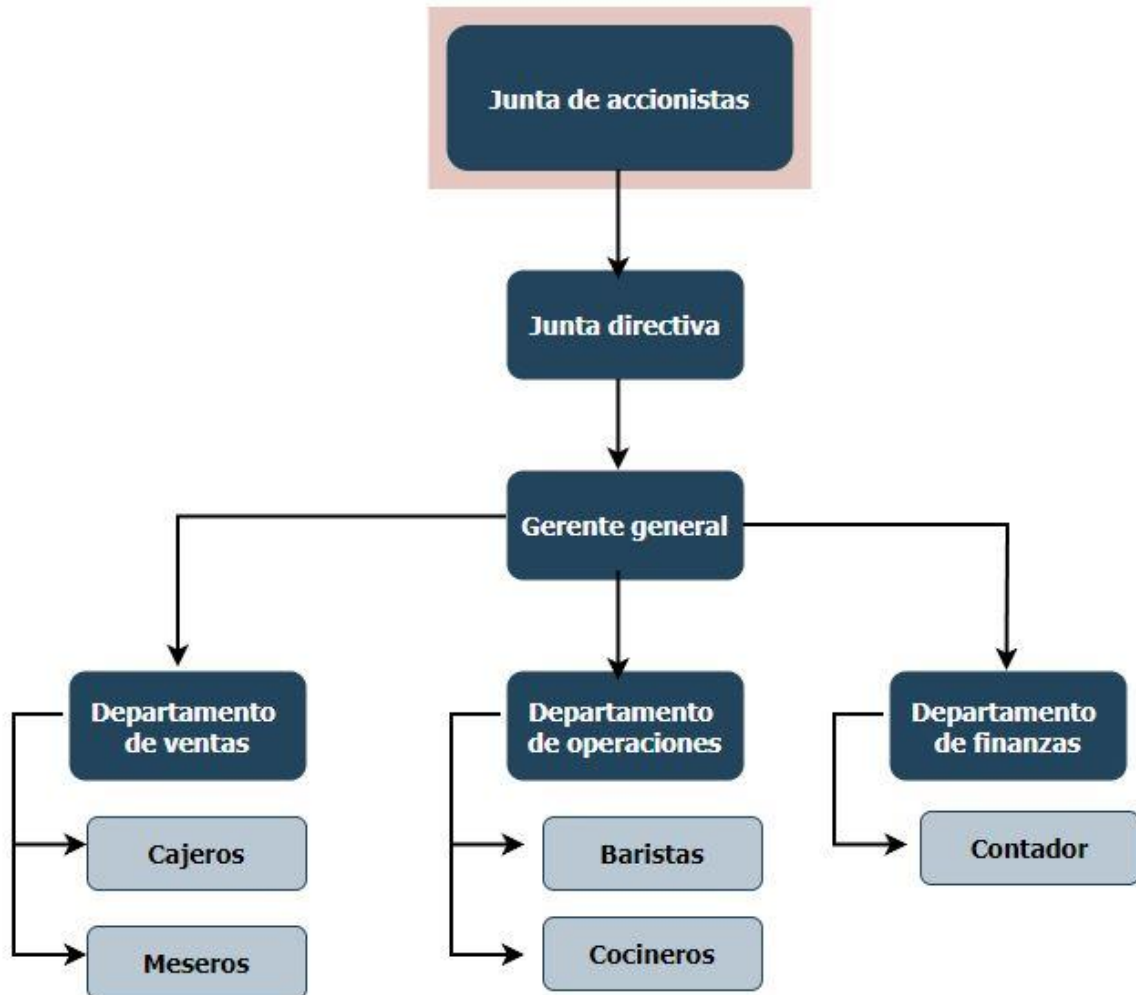 Junta de accionistas
Junta directiva
Gerente general
Departamento
de ventas
Departamento
de operaciones
Departamento
de finanzas
Cajeros
Baristas
Contador
Meseros
Cocineros